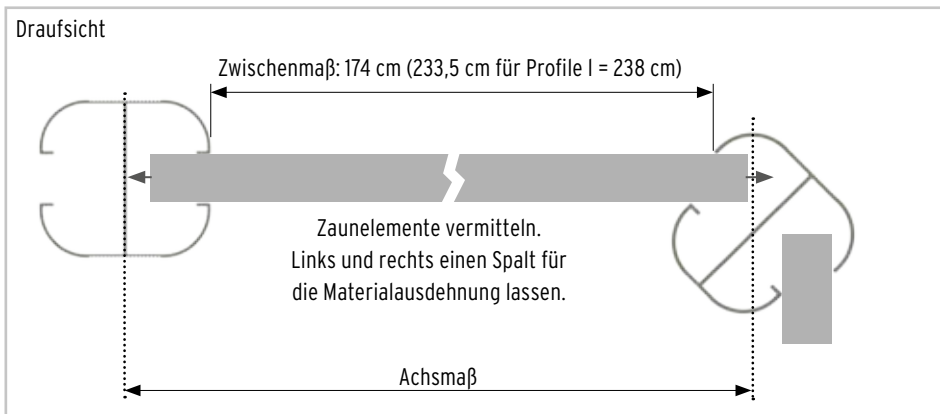 Draufsicht
Zwischenmaß: 174 cm (233,5 cm für Profile l = 238 cm)
Zaunelemente vermitteln.
Links und rechts einen Spalt für
die Materialausdehnung lassen.
Achsmaß